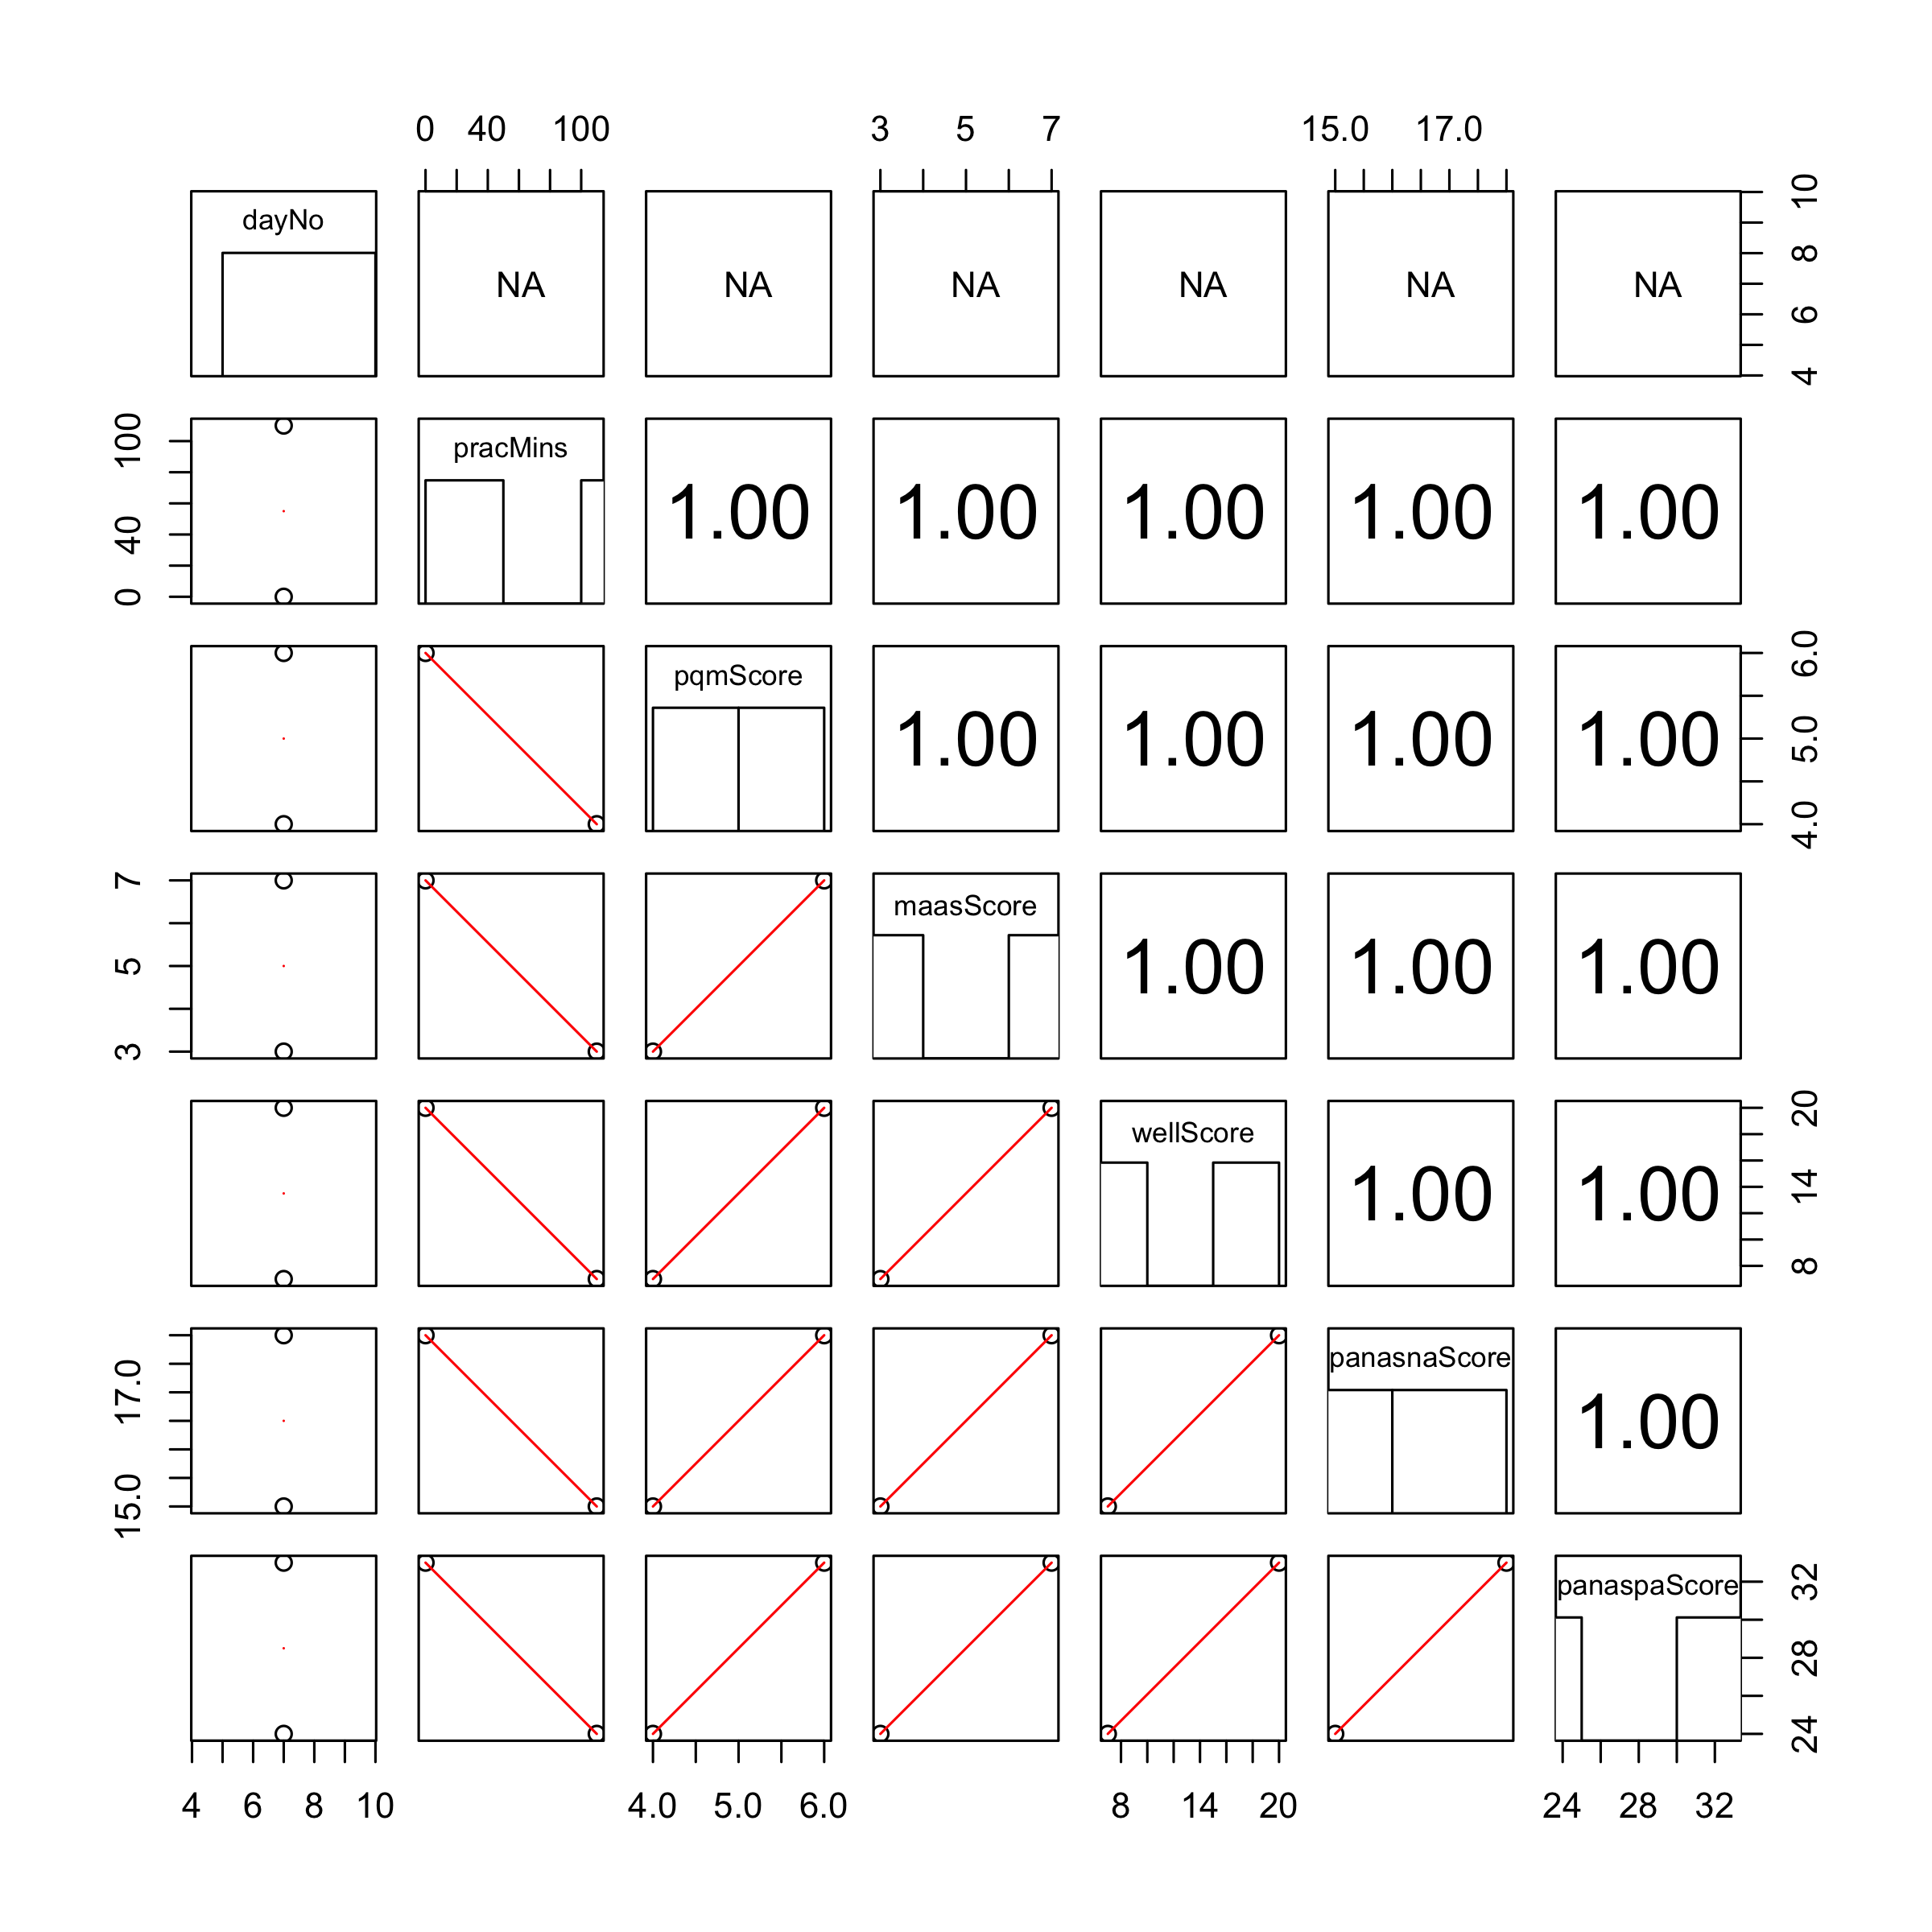 0 40 100 3 5 7 15.0 17.0
dayNo NA NA NA NA NA NA 4 6 8 10
0 40 100 pracMins 1.00 1.00 1.00 1.00 1.00
pqmScore 1.00 1.00 1.00 1.00 4.0 5.0 6.0
3 5 7 maasScore 1.00 1.00 1.00
wellScore 1.00 1.00 8 14 20
15.0 17.0 panasnaScore 1.00
panaspaScore 24 28 32
4 6 8 10 4.0 5.0 6.0 8 14 20 24 28 32